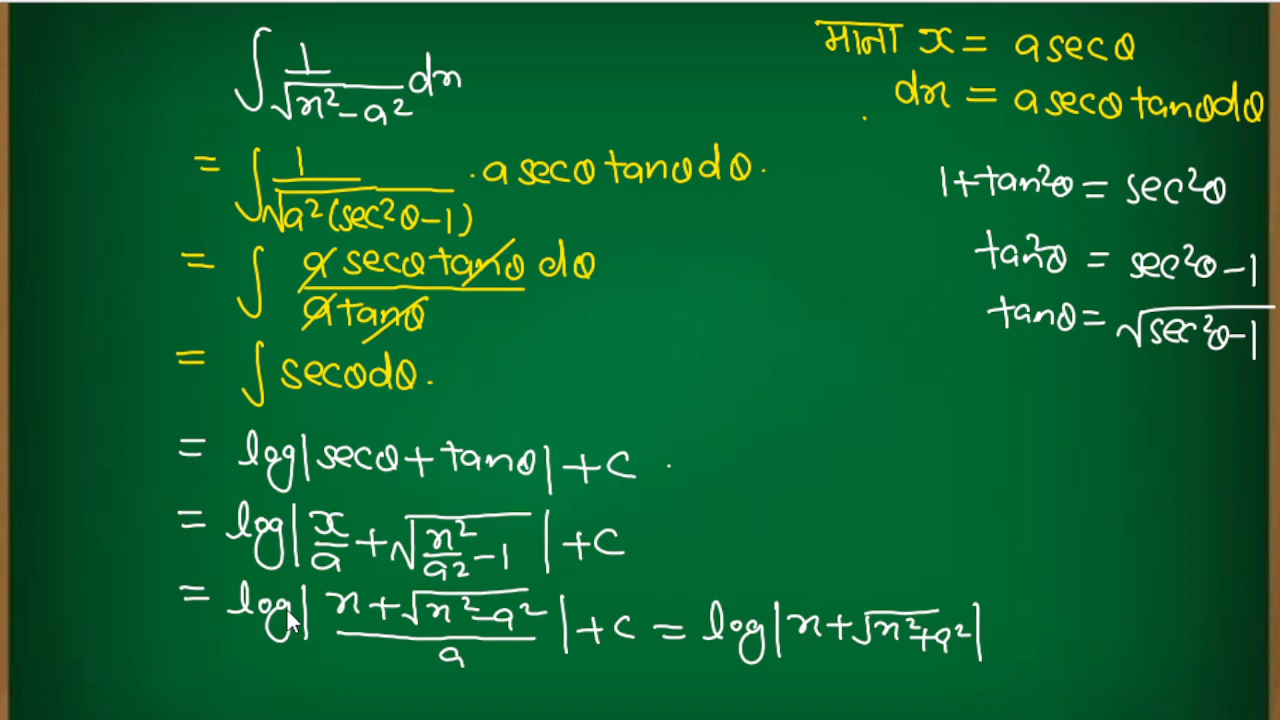 ∫ 1/√(x² - a²) dx
= ∫ 1/√(a²(sec²θ-1)) . a secθ tanθ dθ.
= ∫ a secθ tanθ/a tanθ dθ
= ∫ secθ dθ.
= log|secθ + tanθ| + c .
= log|x/a + √(x²/a² - 1)| + c
= log|(x + √(x² - a²))/a| + c = log|x + √(x² + a²)|
माना x = a secθ
dx = a secθ tanθ dθ
1 + tan²θ = sec²θ
tan²θ = sec²θ - 1
tanθ = √(sec²θ - 1)